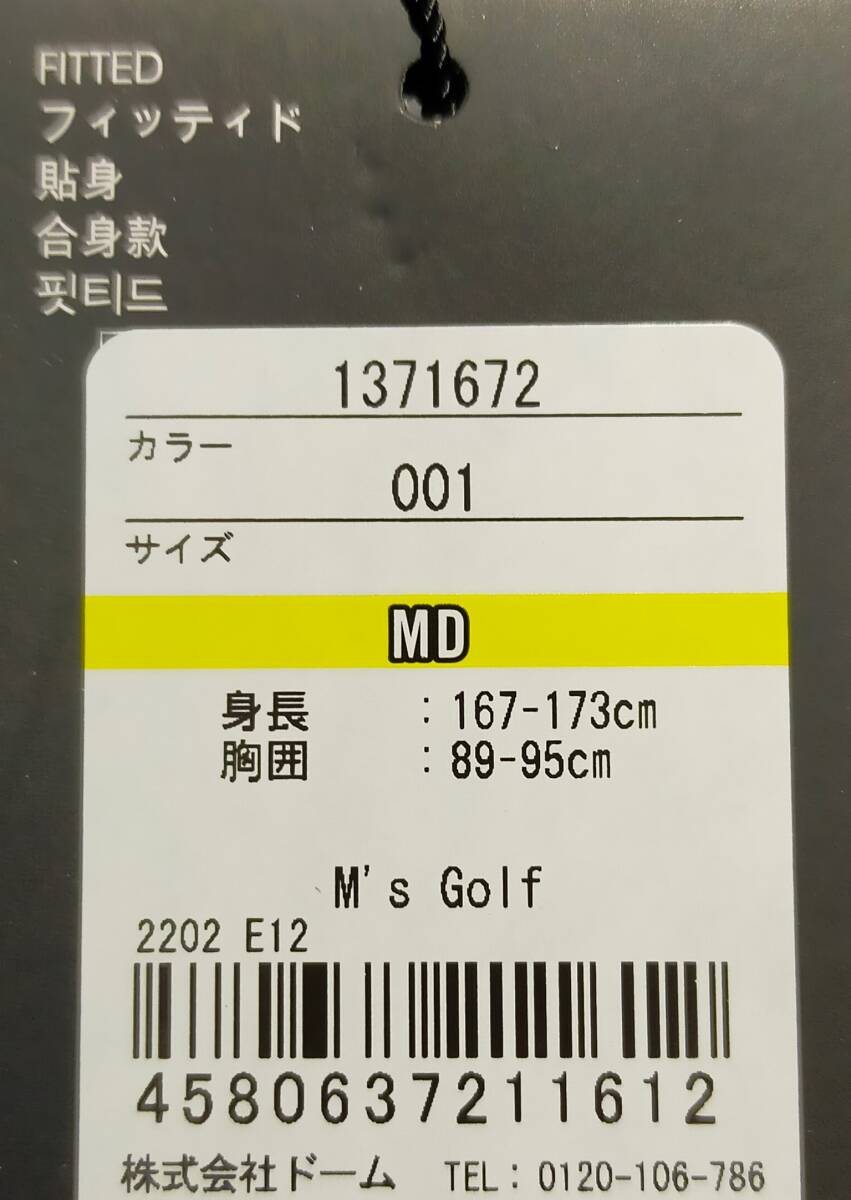 FITTED
フィッティド
貼身
合身款
핏티드
1371672
カラー
001
サイズ
MD
身長 : 167-173cm
胸囲 : 89-95cm
M's Golf
2202 E12
4580637211612
株式会社ドーム TEL: 0120-106-786